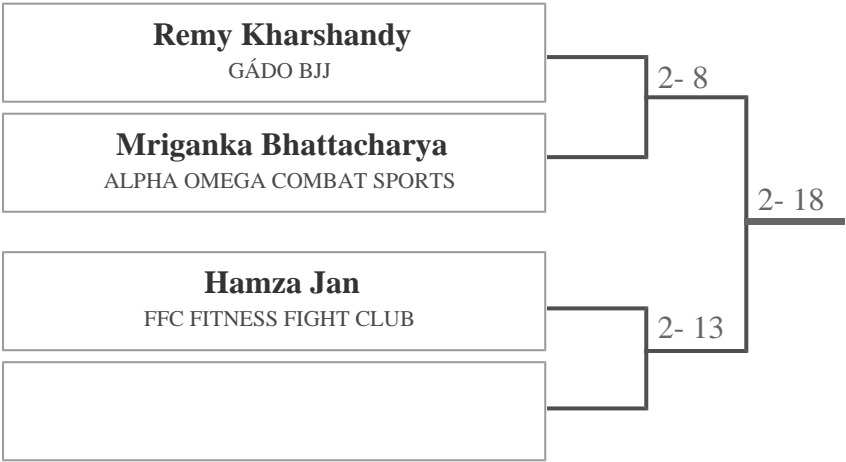 Remy Kharshandy
GÁDO BJJ
2- 8
Mriganka Bhattacharya
ALPHA OMEGA COMBAT SPORTS
2- 18
Hamza Jan
FFC FITNESS FIGHT CLUB
2- 13